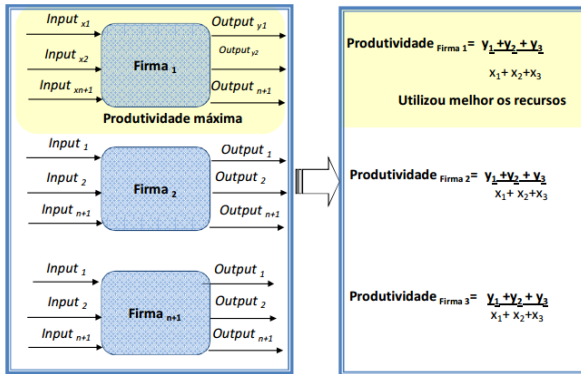 Input x1
Output y1
Input x2
Firma 1
Output y2
Input xn+1
Output n+1
Produtividade máxima
Input 1
Output 1
Input 2
Firma 2
Output 2
Input n+1
Output n+1
Input 1
Output 1
Input 2
Firma n+1
Output 2
Input n+1
Output n+1
Produtividade Firma 1= y1 +y2 + y3
x1+ x2+x3
Utilizou melhor os recursos
Produtividade Firma 2= y1 +y2 + y3
x1+ x2+x3
Produtividade Firma 3= y1 +y2 + y3
x1+ x2+x3